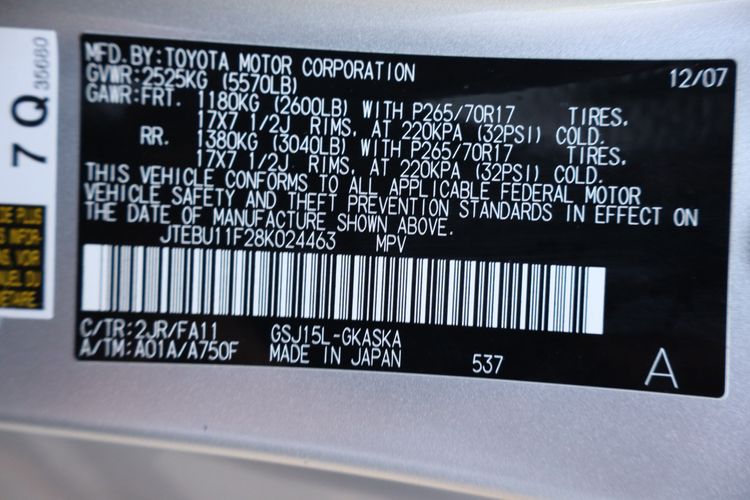 MFD.BY:TOYOTA MOTOR CORPORATION 12/07
GVWR:2525KG (5570LB)
GAWR:FRT. 1180KG (2600LB) WITH P265/70R17 TIRES,
17X7 1/2J RIMS, AT 220KPA (32PSI) COLD.
RR. 1380KG (3040LB) WITH P265/70R17 TIRES,
17X7 1/2J RIMS, AT 220KPA (32PSI) COLD.
THIS VEHICLE CONFORMS TO ALL APPLICABLE FEDERAL MOTOR
VEHICLE SAFETY AND THEFT PREVENTION STANDARDS IN EFFECT ON
THE DATE OF MANUFACTURE SHOWN ABOVE.
JTEBU11F28K024463 MPV
C/TR:2JR/FA11 GSJ15L-GKASKA
A/TM:A01A/A750F MADE IN JAPAN 537 A
7 Q 35680
DE PLUS